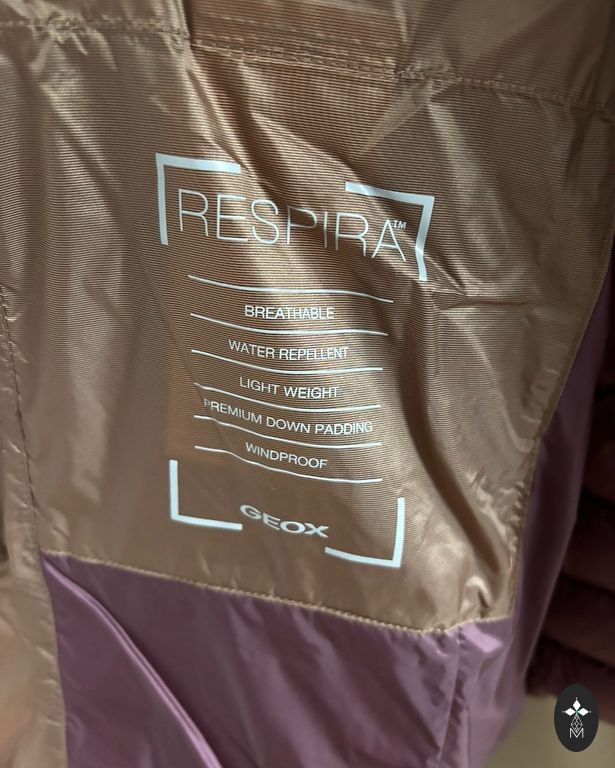 RESPIRA™
BREATHABLE
WATER REPELLENT
LIGHT WEIGHT
PREMIUM DOWN PADDING
WINDPROOF
GEOX
M